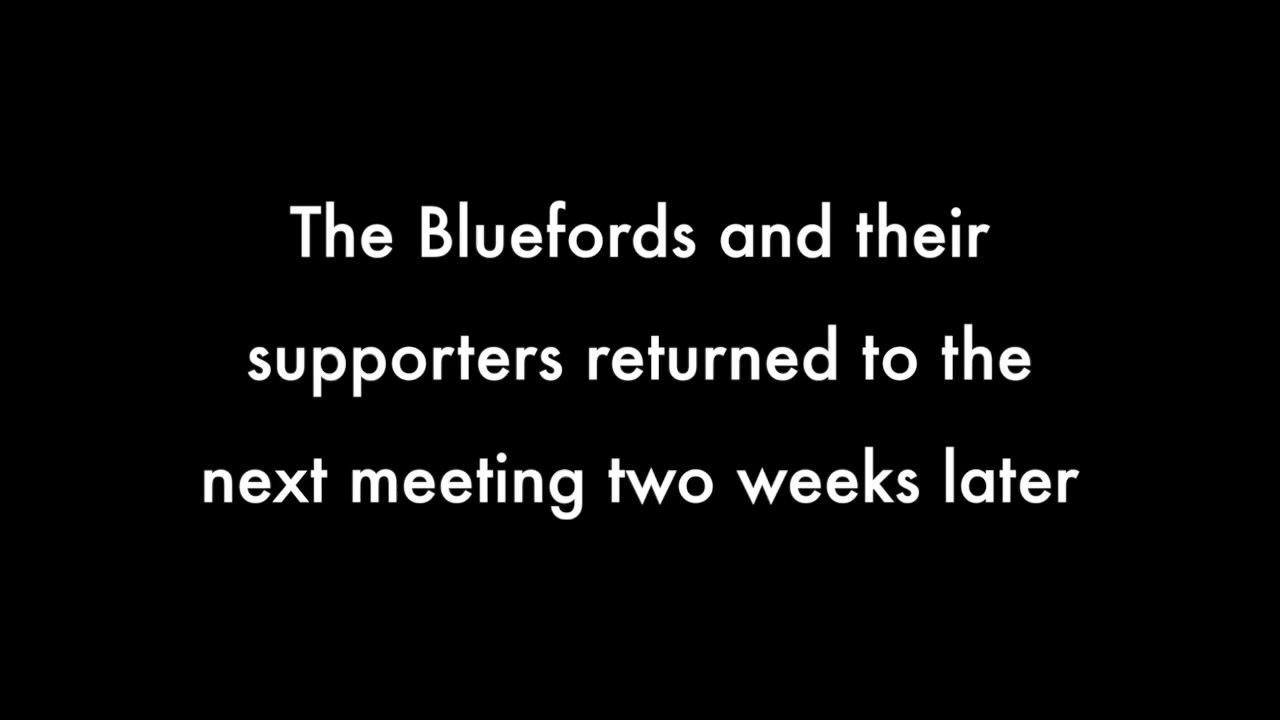 The Bluefords and their
supporters returned to the
next meeting two weeks later